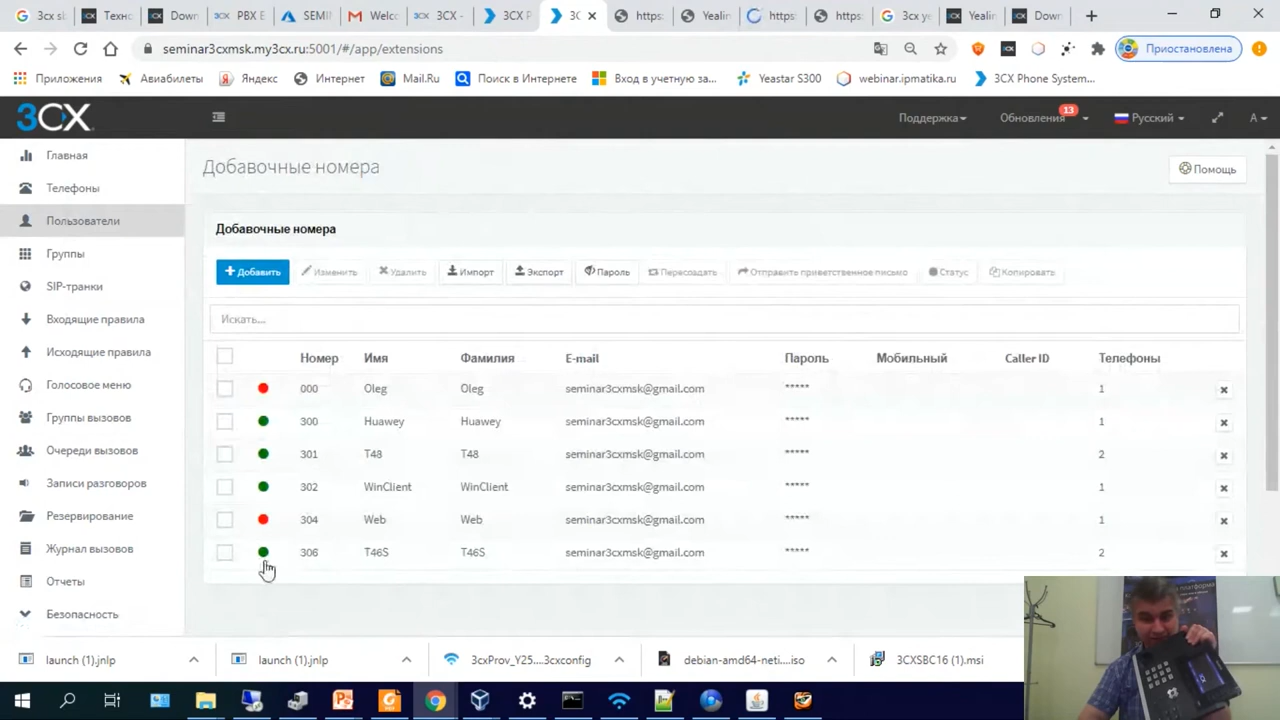 3cx sl
Техн
Down
PBX E
SEMI
Welc
3CX -
3CX P
3C
https:
Yealin
https:
https:
3cx ye
Yealin
Down
seminar3cxmsk.my3cx.ru:5001/#/app/extensions
Приостановлена
Приложения
Авиабилеты
Яндекс
Интернет
Mail.Ru
Поиск в Интернете
Вход в учетную за...
Yeastar S300
webinar.ipmatika.ru
3CX Phone System...
3CX
Поддержка
Обновления
13
Русский
A
Главная
Телефоны
Пользователи
Группы
SIP-транки
Входящие правила
Исходящие правила
Голосовое меню
Группы вызовов
Очереди вызовов
Записи разговоров
Резервирование
Журнал вызовов
Отчеты
Безопасность
Добавочные номера
Помощь
Добавочные номера
Добавить
Изменить
Удалить
Импорт
Экспорт
Пароль
Пересоздать
Отправить приветственное письмо
Статус
Копировать
Искать...
Номер Имя Фамилия E-mail Пароль Мобильный Caller ID Телефоны
000 Oleg Oleg seminar3cxmsk@gmail.com ***** 1
300 Huawey Huawey seminar3cxmsk@gmail.com ***** 1
301 T48 T48 seminar3cxmsk@gmail.com ***** 2
302 WinClient WinClient seminar3cxmsk@gmail.com ***** 1
304 Web Web seminar3cxmsk@gmail.com ***** 1
306 T46S T46S seminar3cxmsk@gmail.com ***** 2
launch (1).jnlp
launch (1).jnlp
3cxProv_Y25....3cxconfig
debian-amd64-neti....iso
3CXSBC16 (1).msi